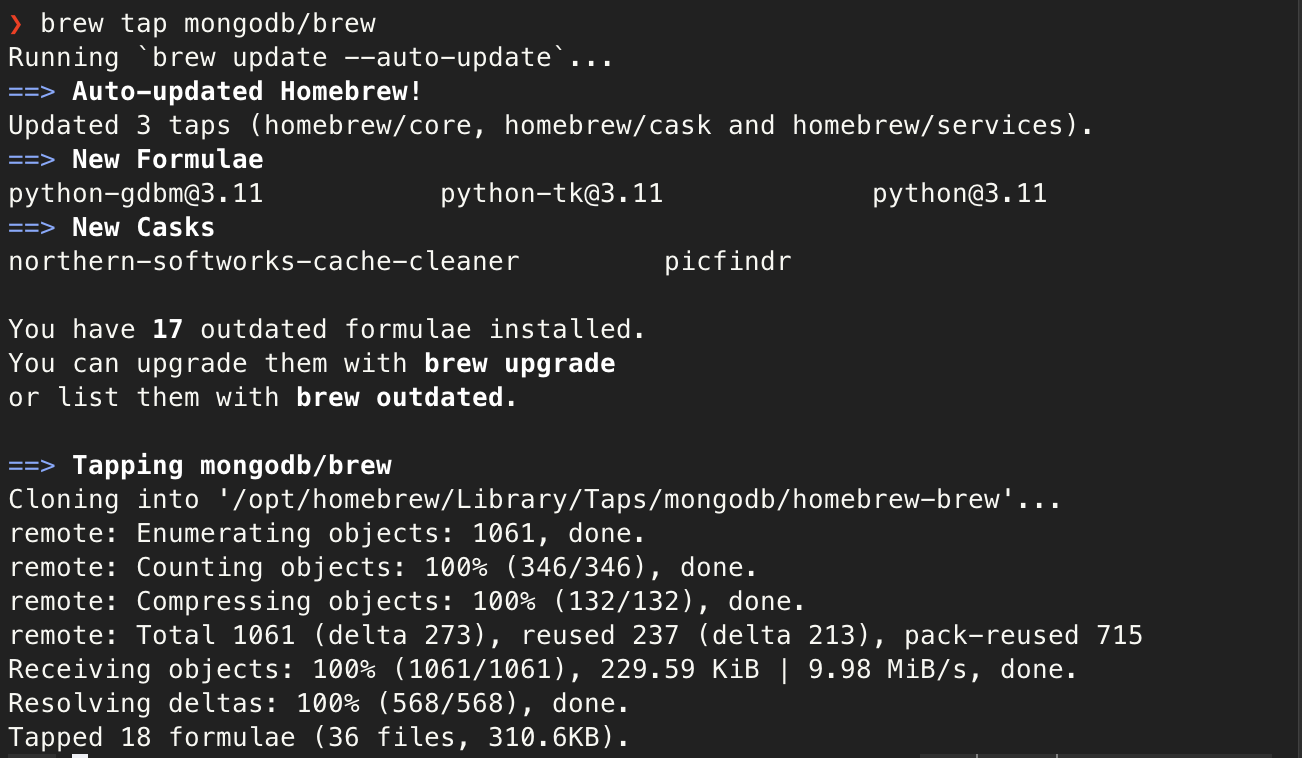 ❯ brew tap mongodb/brew
Running `brew update --auto-update`...
==> Auto-updated Homebrew!
Updated 3 taps (homebrew/core, homebrew/cask and homebrew/services).
==> New Formulae
python-gdbm@3.11           python-tk@3.11             python@3.11
==> New Casks
northern-softworks-cache-cleaner         picfindr
You have 17 outdated formulae installed.
You can upgrade them with brew upgrade
or list them with brew outdated.
==> Tapping mongodb/brew
Cloning into '/opt/homebrew/Library/Taps/mongodb/homebrew-brew'...
remote: Enumerating objects: 1061, done.
remote: Counting objects: 100% (346/346), done.
remote: Compressing objects: 100% (132/132), done.
remote: Total 1061 (delta 273), reused 237 (delta 213), pack-reused 715
Receiving objects: 100% (1061/1061), 229.59 KiB | 9.98 MiB/s, done.
Resolving deltas: 100% (568/568), done.
Tapped 18 formulae (36 files, 310.6KB).